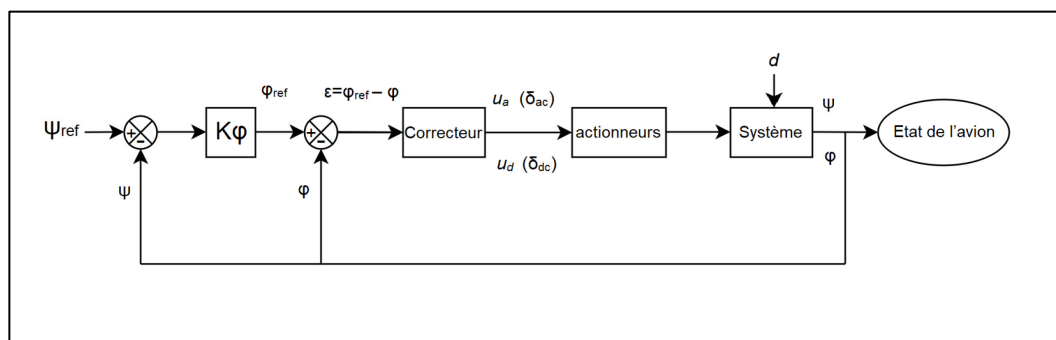 d
φref
ε=φref – φ
ua (δac)
Ψ
Ψref
+
-
Kφ
+
-
Correcteur
actionneurs
Système
Etat de l’avion
ud (δdc)
φ
Ψ
φ